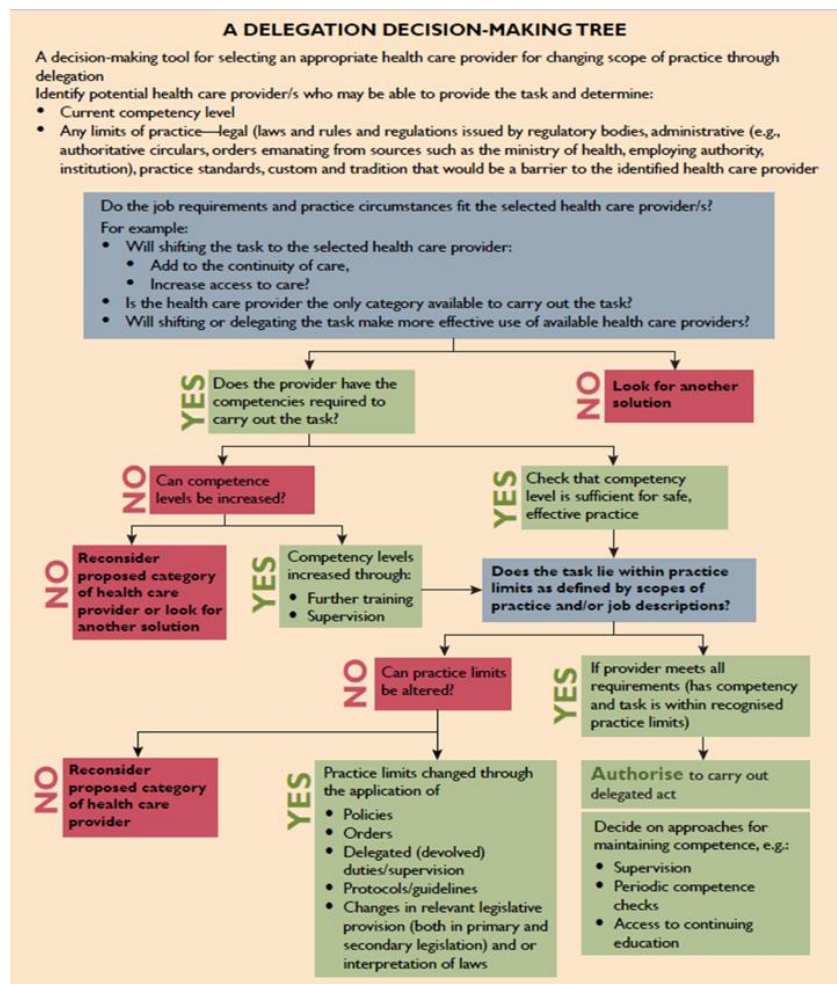 A DELEGATION DECISION-MAKING TREE
A decision-making tool for selecting an appropriate health care provider for changing scope of practice through
delegation
Identify potential health care provider/s who may be able to provide the task and determine:
• Current competency level
• Any limits of practice—legal (laws and rules and regulations issued by regulatory bodies, administrative (e.g.,
authoritative circulars, orders emanating from sources such as the ministry of health, employing authority,
institution), practice standards, custom and tradition that would be a barrier to the identified health care provider
Do the job requirements and practice circumstances fit the selected health care provider/s?
For example:
• Will shifting the task to the selected health care provider:
• Add to the continuity of care,
• Increase access to care?
• Is the health care provider the only category available to carry out the task?
• Will shifting or delegating the task make more effective use of available health care providers?
YES
Does the provider have the
competencies required to
carry out the task?
NO
Look for another
solution
NO
Can competence
levels be increased?
YES
Check that competency
level is sufficient for safe,
effective practice
NO
Reconsider
proposed category
of health care
provider or look for
another solution
YES
Competency levels
increased through:
• Further training
• Supervision
Does the task lie within practice
limits as defined by scopes of
practice and/or job descriptions?
NO
Can practice limits
be altered?
YES
If provider meets all
requirements (has competency
and task is within recognised
practice limits)
NO
Reconsider
proposed category
of health care
provider
YES
Practice limits changed through
the application of
• Policies
• Orders
• Delegated (devolved)
duties/supervision
• Protocols/guidelines
• Changes in relevant legislative
provision (both in primary and
secondary legislation) and or
interpretation of laws
Authorise to carry out
delegated act
Decide on approaches for
maintaining competence, e.g.:
• Supervision
• Periodic competence
checks
• Access to continuing
education